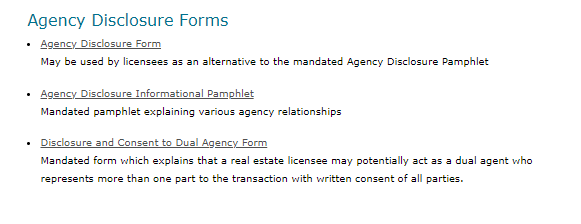 Agency Disclosure Forms
Agency Disclosure Form
May be used by licensees as an alternative to the mandated Agency Disclosure Pamphlet
Agency Disclosure Informational Pamphlet
Mandated pamphlet explaining various agency relationships
Disclosure and Consent to Dual Agency Form
Mandated form which explains that a real estate licensee may potentially act as a dual agent who
represents more than one part to the transaction with written consent of all parties.